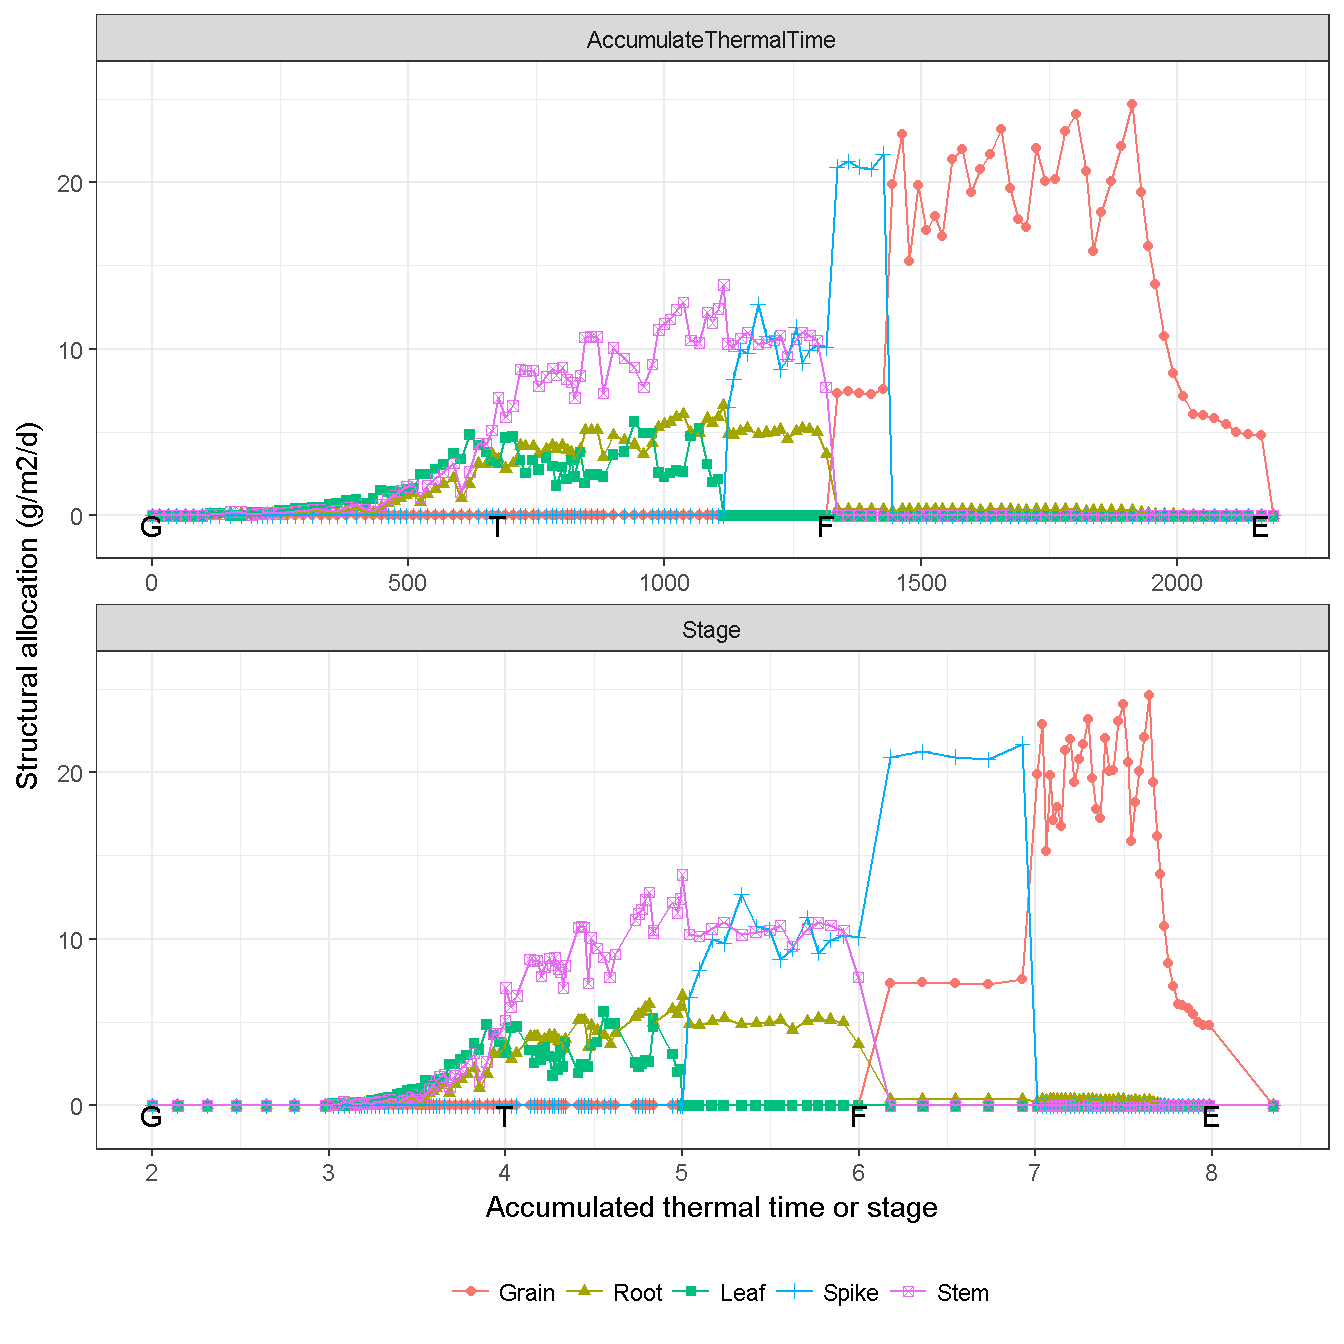 AccumulateThermalTime
20
10
0
G T F E
0 500 1000 1500 2000
Stage
20
10
0
G T F E
2 3 4 5 6 7 8
Structural allocation (g/m2/d)
Accumulated thermal time or stage
Grain Root Leaf Spike Stem